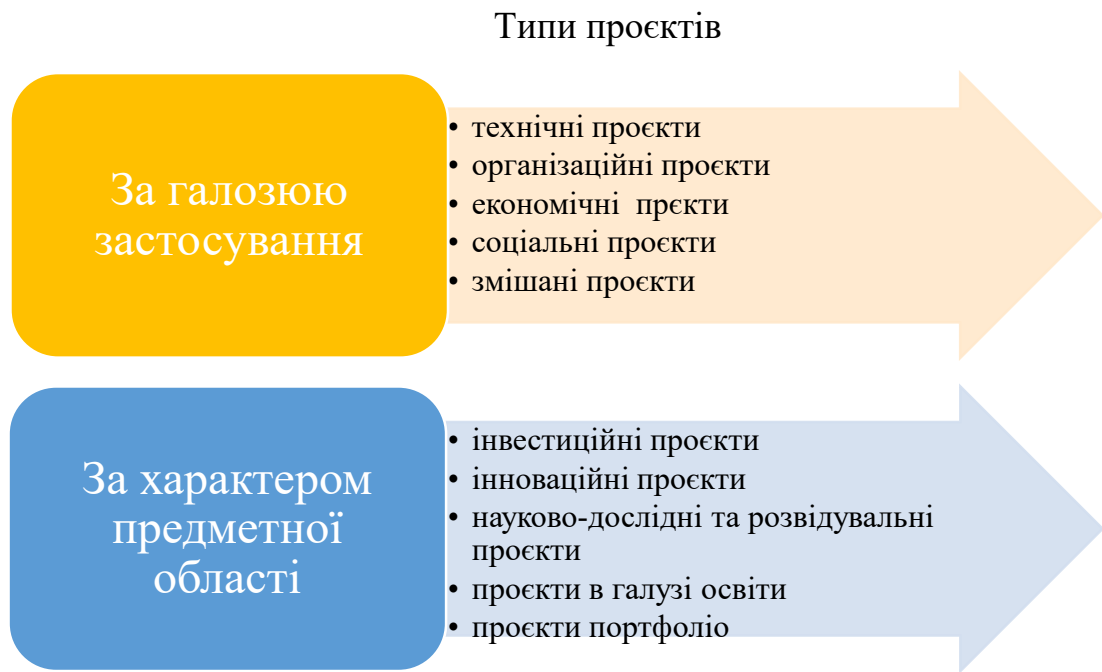 Типи проєктів
За галозюю
застосування
• технічні проєкти
• організаційні проєкти
• економічні прєкти
• соціальні проєкти
• змішані проєкти
За характером
предметної
області
• інвестиційні проєкти
• інноваційні проєкти
• науково-дослідні та розвідувальні
проєкти
• проєкти в галузі освіти
• проєкти портфоліо